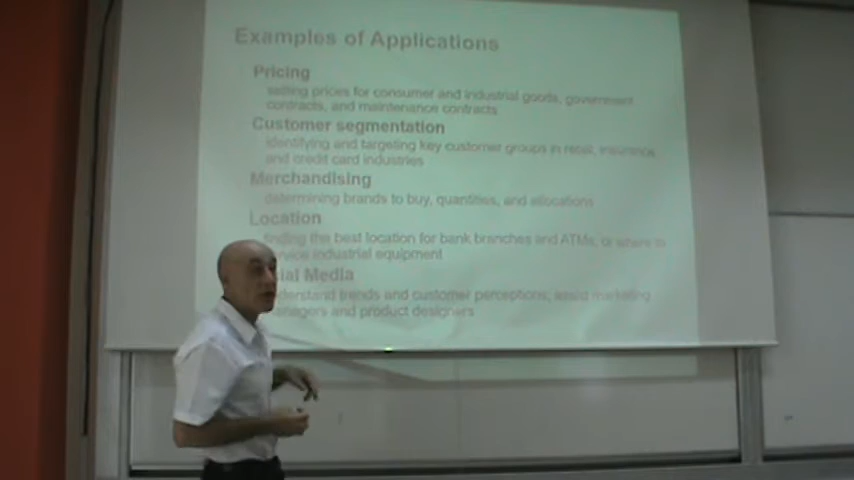 Examples of Applications
Pricing
setting prices for consumer and industrial goods, government
contracts, and maintenance contracts
Customer segmentation
identifying and targeting key customer groups in retail, insurance,
and credit card industries
Merchandising
determining brands to buy, quantities, and allocations
Location
finding the best location for bank branches and ATMs, or where to
service industrial equipment
cial Media
derstand trends and customer perceptions; assist marketing
nagers and product designers